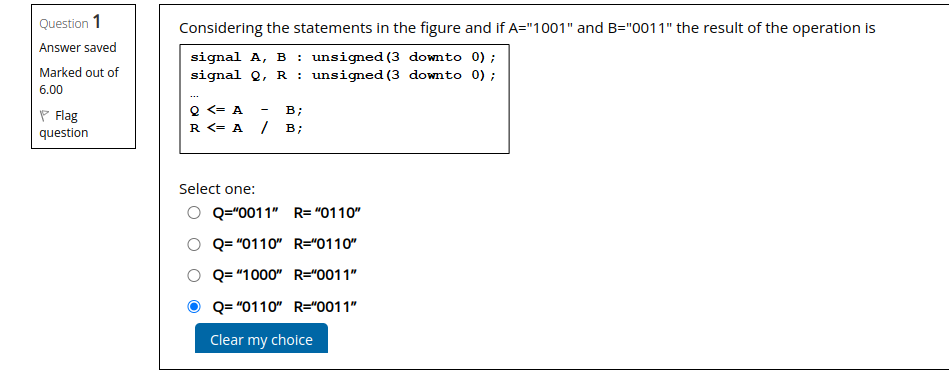 Question 1
Answer saved
Marked out of
6.00
Flag
question
Considering the statements in the figure and if A="1001" and B="0011" the result of the operation is
signal A, B : unsigned(3 downto 0);
signal Q, R : unsigned(3 downto 0);
...
Q <= A - B;
R <= A / B;
Select one:
Q=“0011” R= “0110”
Q= “0110” R=“0110”
Q= “1000” R=“0011”
Q= “0110” R=“0011”
Clear my choice